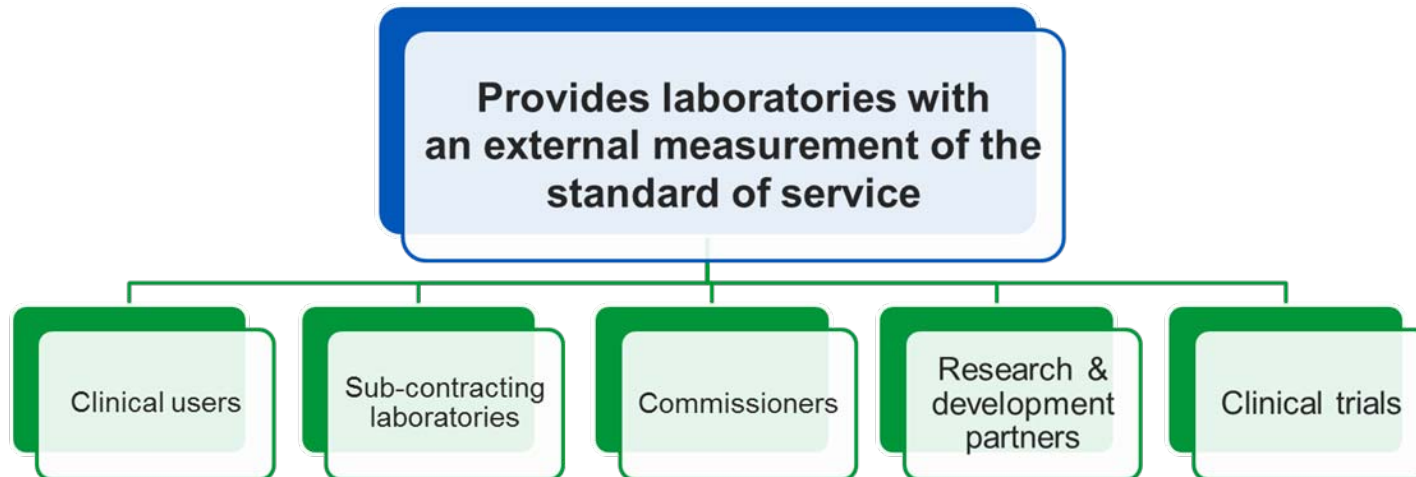 Provides laboratories with
an external measurement of the
standard of service
Clinical users
Sub-contracting
laboratories
Commissioners
Research &
development
partners
Clinical trials